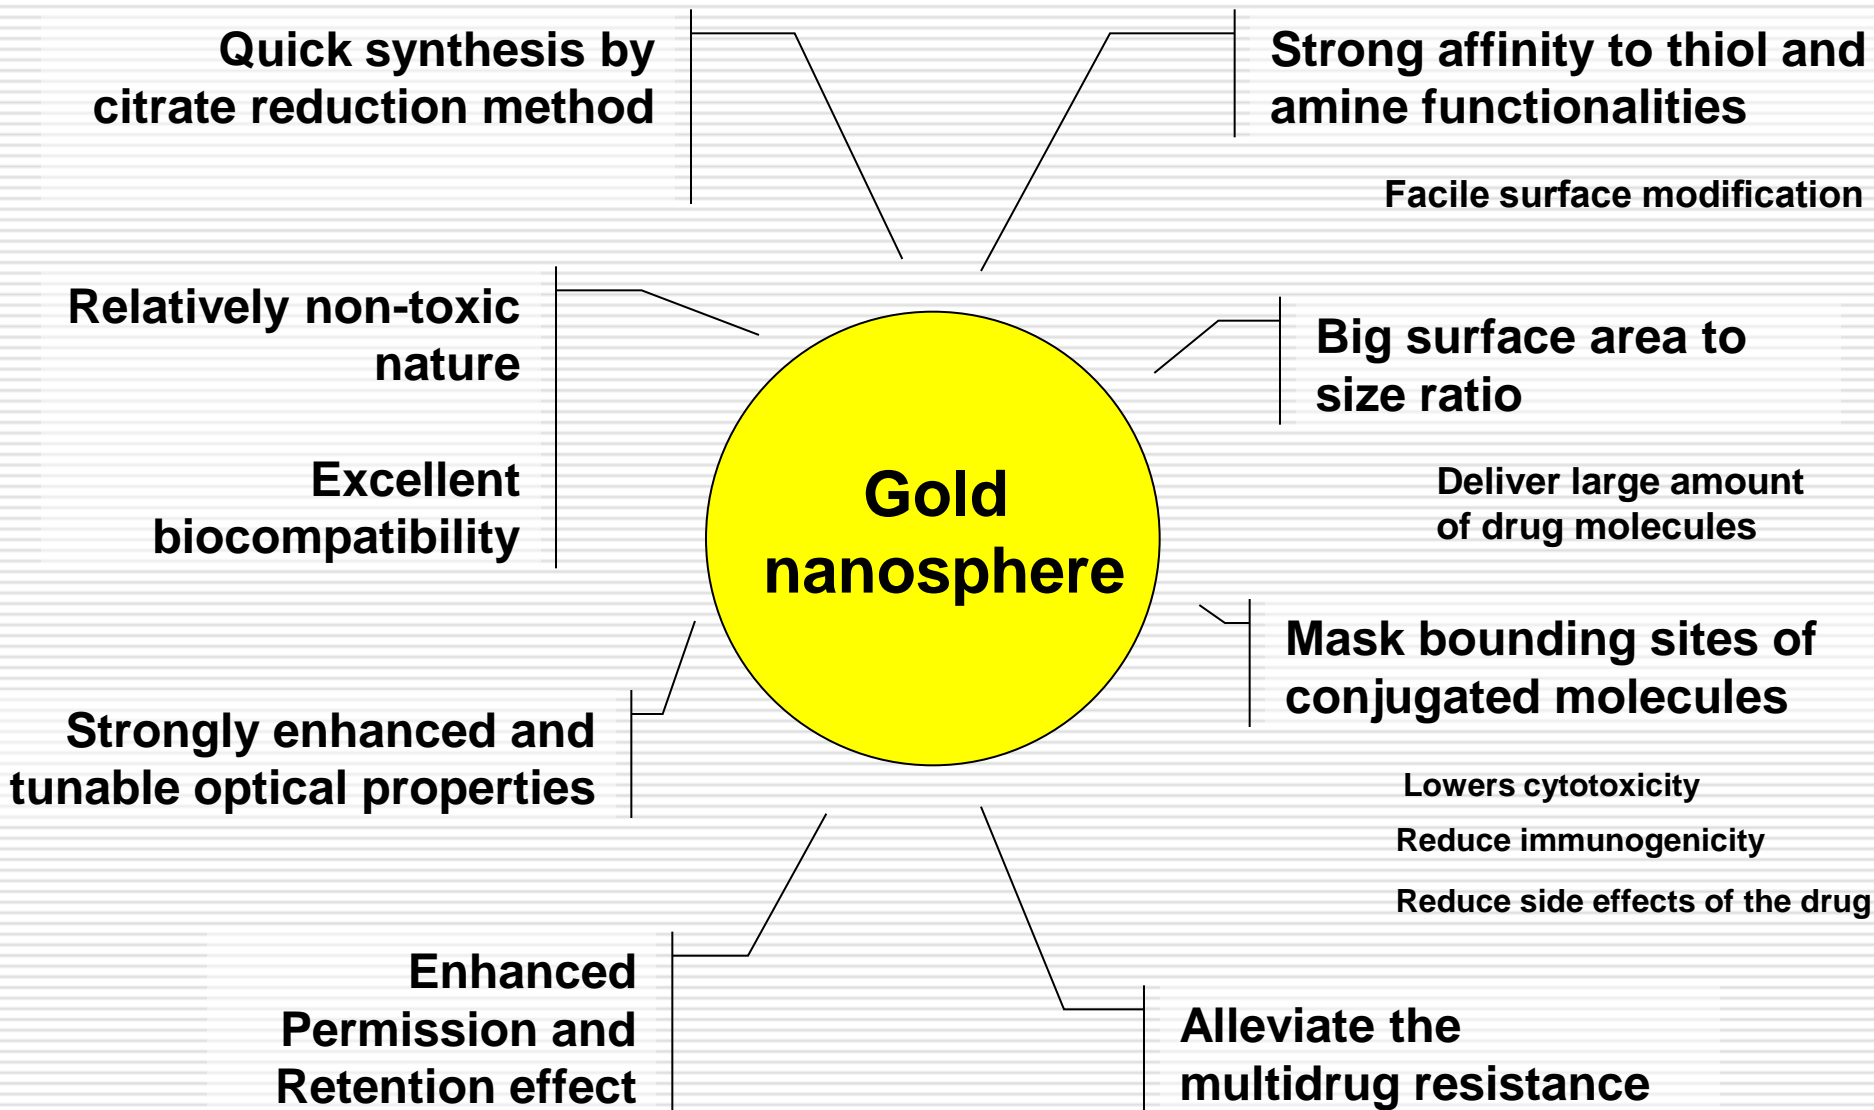 Quick synthesis by
citrate reduction method
Strong affinity to thiol and
amine functionalities
Facile surface modification
Relatively non-toxic
nature
Excellent
biocompatibility
Big surface area to
size ratio
Deliver large amount
of drug molecules
Gold
nanosphere
Mask bounding sites of
conjugated molecules
Lowers cytotoxicity
Reduce immunogenicity
Reduce side effects of the drug
Strongly enhanced and
tunable optical properties
Enhanced
Permission and
Retention effect
Alleviate the
multidrug resistance